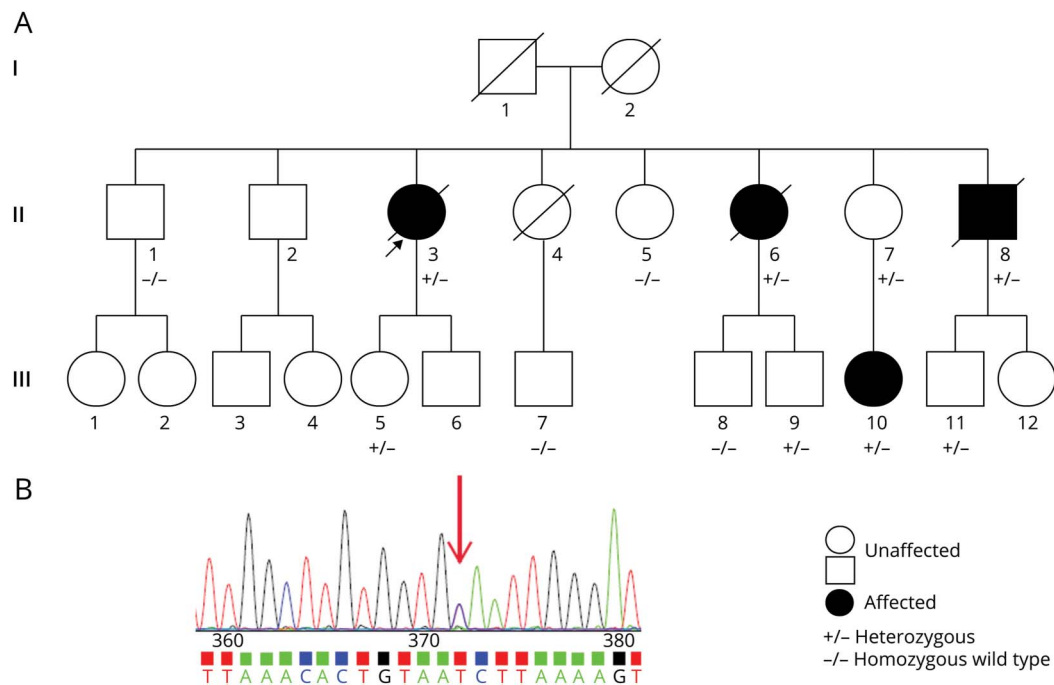 A
I
1 2
II
1 2 3 4 5 6 7 8
–/– +/– –/– +/– +/– +/–
III
1 2 3 4 5 6 7 8 9 10 11 12
+/– –/– –/– +/– +/– +/–
B
360 370 380
T T A A A C A C T G T A A T C T T A A A A G T
Unaffected
Affected
+/– Heterozygous
–/– Homozygous wild type